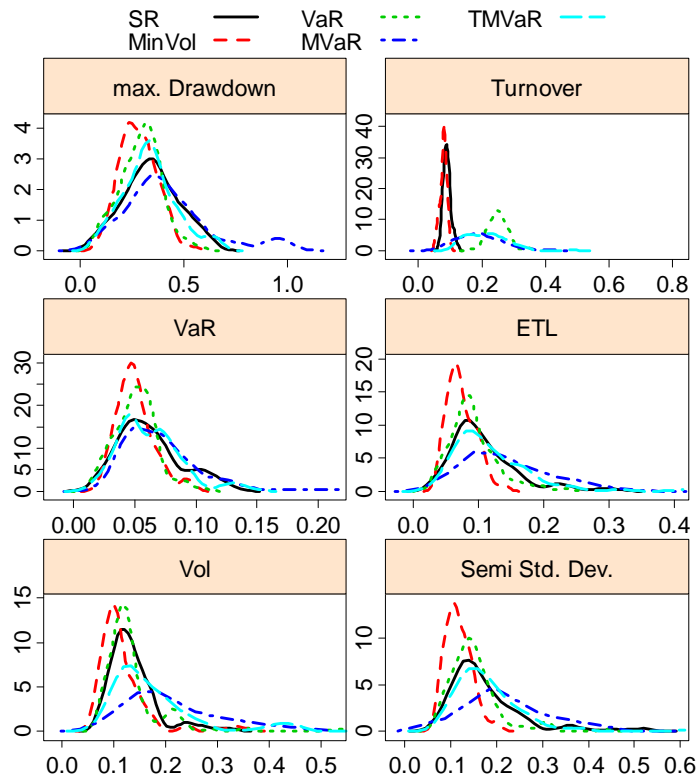 SR VaR TMVaR
MinVol MVaR
max. Drawdown Turnover
4
3
2
1
0
0.0 0.5 1.0
40
30
20
10
0
0.0 0.2 0.4 0.6 0.8
VaR ETL
30
20
10
5
0
0.00 0.05 0.10 0.15 0.20
20
15
10
5
0
0.0 0.1 0.2 0.3 0.4
Vol Semi Std. Dev.
15
10
5
0
0.0 0.1 0.2 0.3 0.4 0.5
10
5
0
0.0 0.1 0.2 0.3 0.4 0.5 0.6